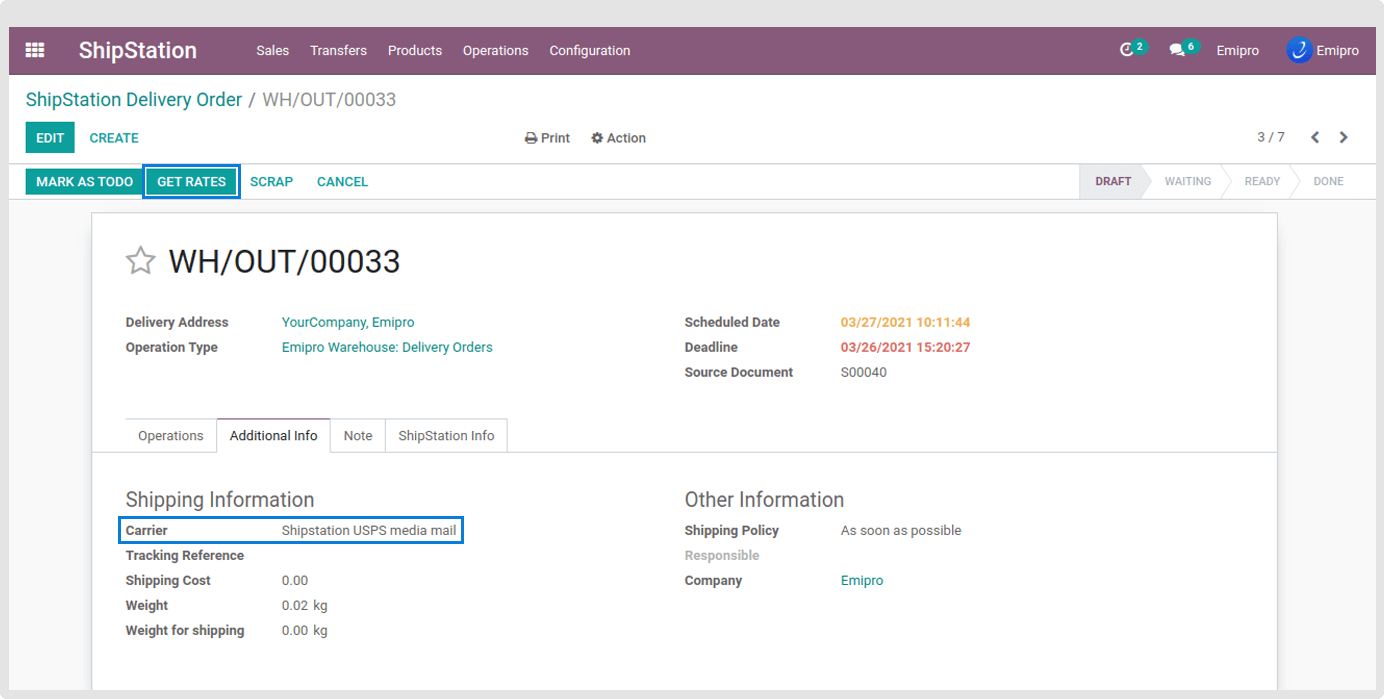 ShipStation Sales Transfers Products Operations Configuration 2 6 Emipro Emipro
ShipStation Delivery Order / WH/OUT/00033
EDIT CREATE Print Action 3 / 7
MARK AS TODO GET RATES SCRAP CANCEL DRAFT WAITING READY DONE
WH/OUT/00033
Delivery Address YourCompany, Emipro
Operation Type Emipro Warehouse: Delivery Orders
Scheduled Date 03/27/2021 10:11:44
Deadline 03/26/2021 15:20:27
Source Document S00040
Operations Additional Info Note ShipStation Info
Shipping Information
Carrier Shipstation USPS media mail
Tracking Reference
Shipping Cost 0.00
Weight 0.02 kg
Weight for shipping 0.00 kg
Other Information
Shipping Policy As soon as possible
Responsible
Company Emipro